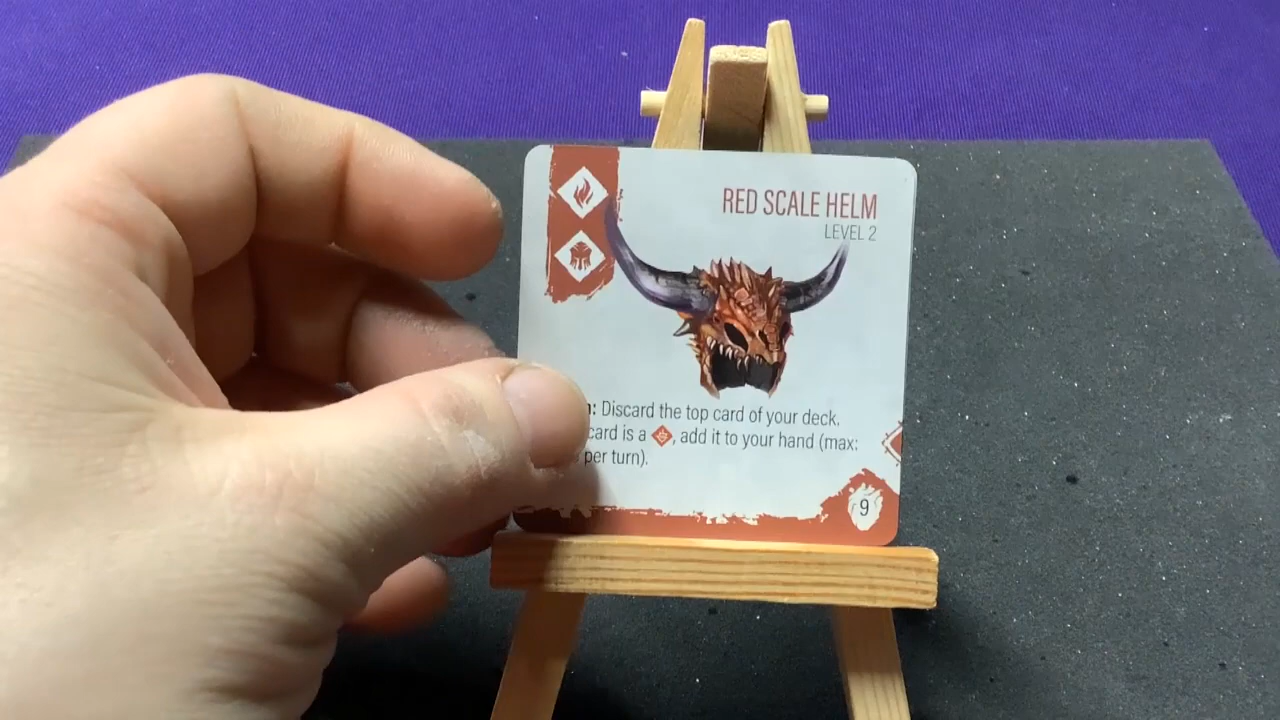 RED SCALE HELM
LEVEL 2
: Discard the top card of your deck.
card is a , add it to your hand (max:
per turn).
9